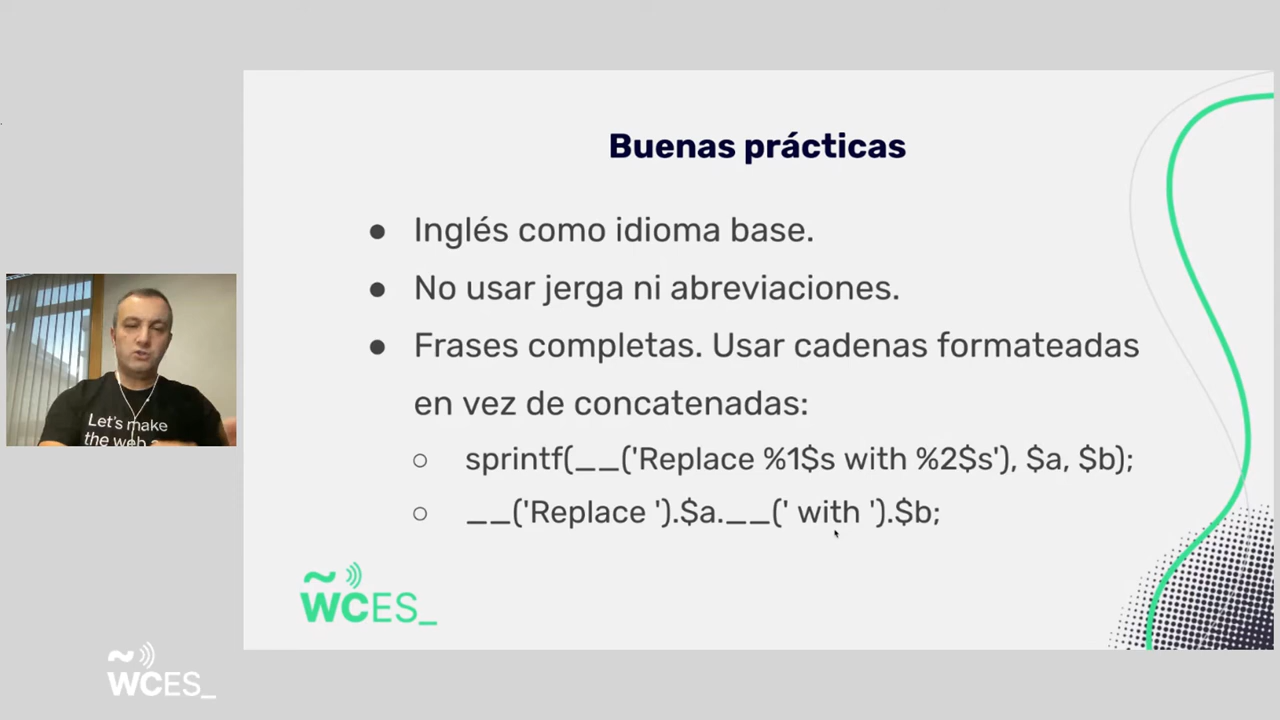 Buenas prácticas
● Inglés como idioma base.
● No usar jerga ni abreviaciones.
● Frases completas. Usar cadenas formateadas
en vez de concatenadas:
○ sprintf(__('Replace %1$s with %2$s'), $a, $b);
○ __('Replace ').$a.__(' with ').$b;
Let's make
the web
~WCES_
~WCES_